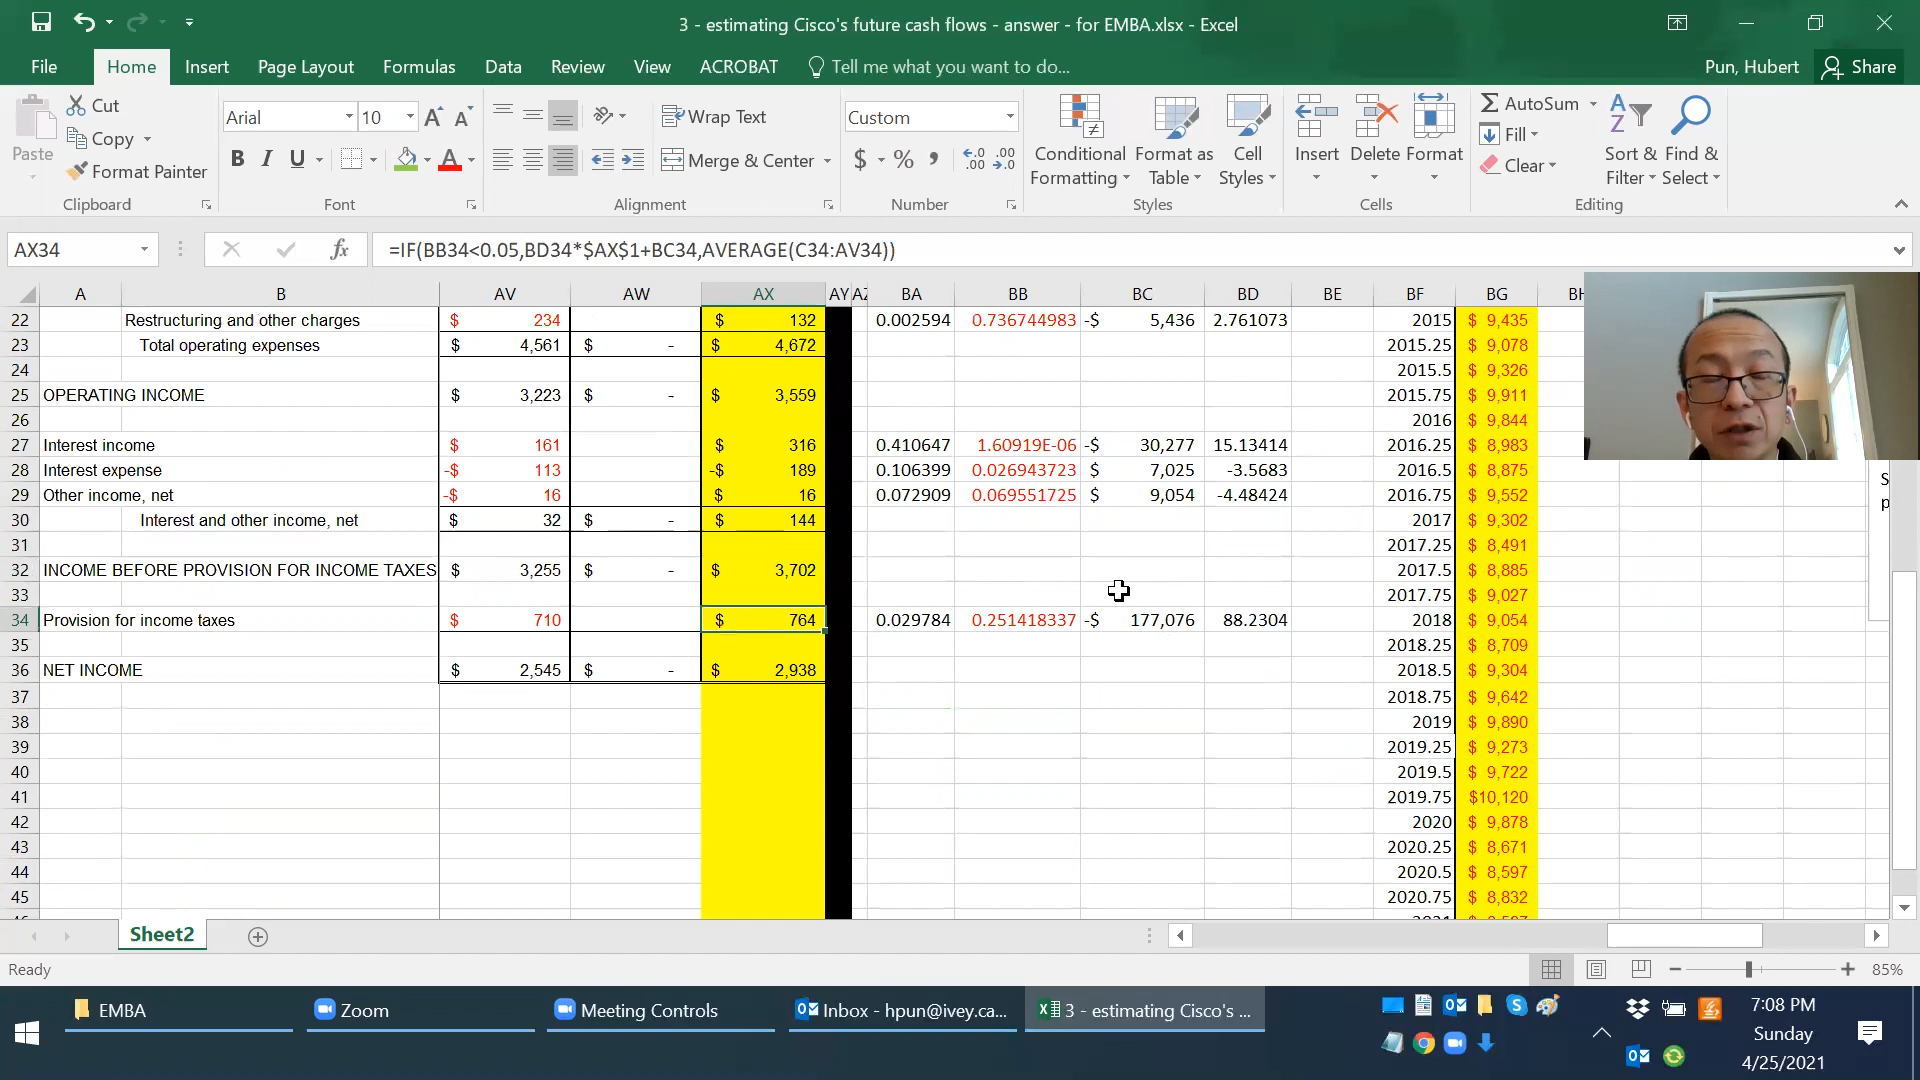 3 - estimating Cisco's future cash flows - answer - for EMBA.xlsx - Excel
File Home Insert Page Layout Formulas Data Review View ACROBAT Tell me what you want to do... Pun, Hubert Share
Paste
Cut
Copy
Format Painter
Clipboard
Arial 10
B I U
Font
Wrap Text
Merge & Center
Alignment
Custom
$ % ,
Number
Conditional Formatting
Format as Table
Cell Styles
Styles
Insert Delete Format
Cells
AutoSum
Fill
Clear
Sort & Filter
Find & Select
Editing
AX34 fx =IF(BB34<0.05,BD34*$AX$1+BC34,AVERAGE(C34:AV34))
A B AV AW AX AY AZ BA BB BC BD BE BF BG BH
22 Restructuring and other charges $ 234 $ 132 0.002594 0.736744983 -$ 5,436 2.761073 2015 $ 9,435
23 Total operating expenses $ 4,561 $ - $ 4,672 2015.25 $ 9,078
24 2015.5 $ 9,326
25 OPERATING INCOME $ 3,223 $ - $ 3,559 2015.75 $ 9,911
26 2016 $ 9,844
27 Interest income $ 161 $ 316 0.410647 1.60919E-06 -$ 30,277 15.13414 2016.25 $ 8,983
28 Interest expense -$ 113 -$ 189 0.106399 0.026943723 $ 7,025 -3.5683 2016.5 $ 8,875
29 Other income, net -$ 16 $ 16 0.072909 0.069551725 $ 9,054 -4.48424 2016.75 $ 9,552
30 Interest and other income, net $ 32 $ - $ 144 2017 $ 9,302
31 2017.25 $ 8,491
32 INCOME BEFORE PROVISION FOR INCOME TAXES $ 3,255 $ - $ 3,702 2017.5 $ 8,885
33 2017.75 $ 9,027
34 Provision for income taxes $ 710 $ 764 0.029784 0.251418337 -$ 177,076 88.2304 2018 $ 9,054
35 2018.25 $ 8,709
36 NET INCOME $ 2,545 $ - $ 2,938 2018.5 $ 9,304
37 2018.75 $ 9,642
38 2019 $ 9,890
39 2019.25 $ 9,273
40 2019.5 $ 9,722
41 2019.75 $10,120
42 2020 $ 9,878
43 2020.25 $ 8,671
44 2020.5 $ 8,597
45 2020.75 $ 8,832
Sheet2
Ready 85%
EMBA Zoom Meeting Controls Inbox - hpun@ivey.ca... 3 - estimating Cisco's ...
7:08 PM
Sunday
4/25/2021